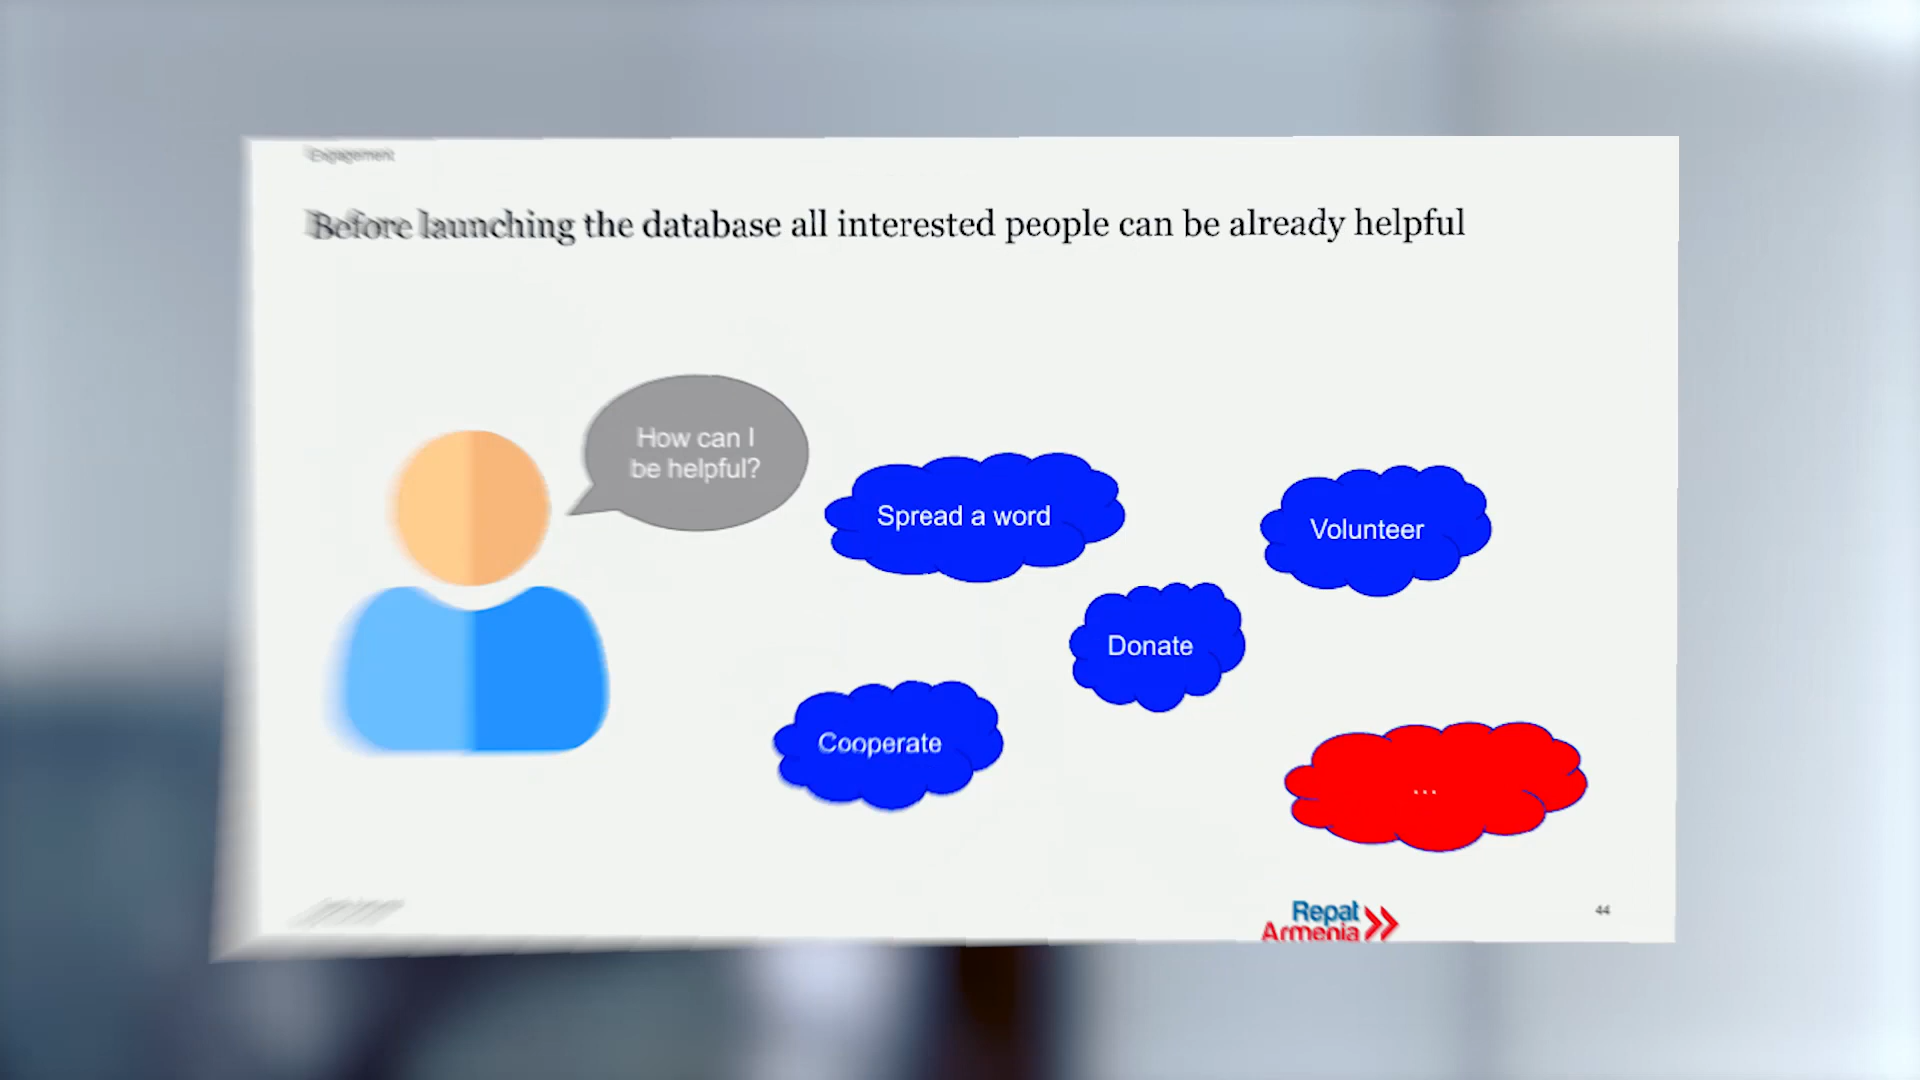 Engagement
Before launching the database all interested people can be already helpful
How can I
be helpful?
Spread a word
Volunteer
Donate
Cooperate
...
Repat
Armenia
44